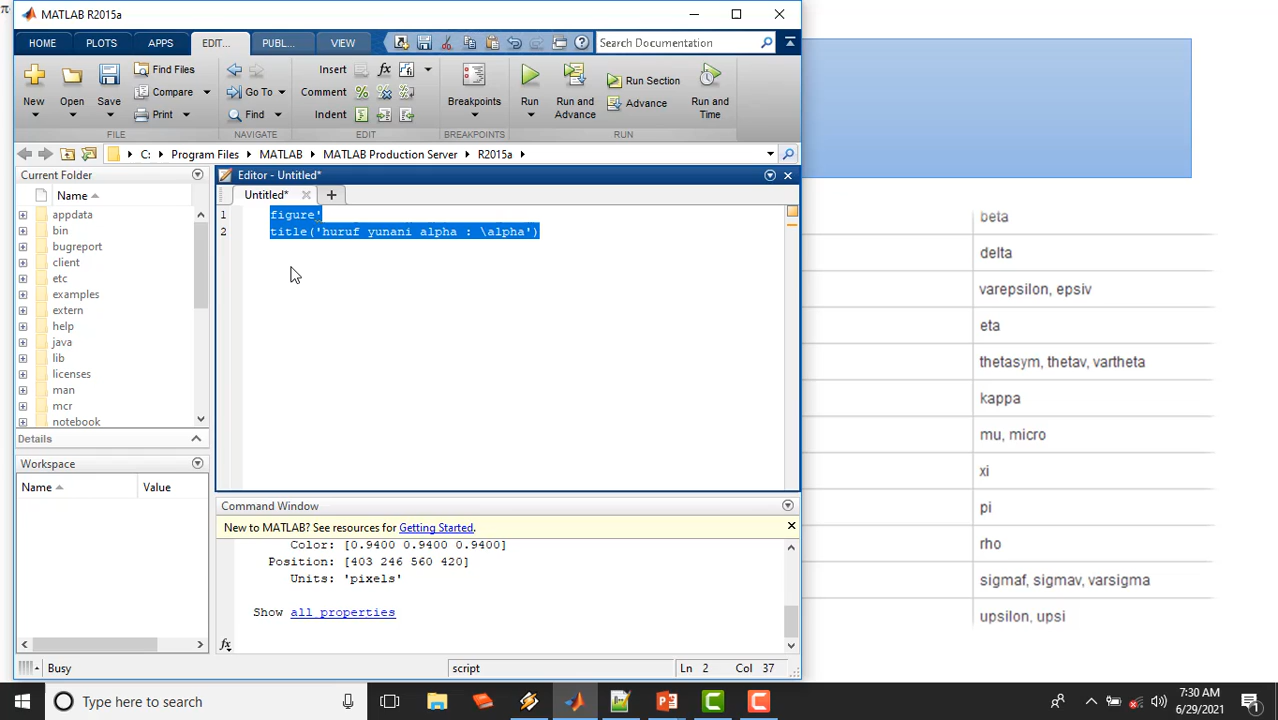 π
MATLAB R2015a
HOME
PLOTS
APPS
EDIT...
PUBL...
VIEW
Search Documentation
New
Open
Save
Find Files
Compare
Print
Go To
Find
Insert
fx
Comment
%
Indent
Breakpoints
Run
Run and
Advance
Run Section
Advance
Run and
Time
FILE
NAVIGATE
EDIT
BREAKPOINTS
RUN
C:
Program Files
MATLAB
MATLAB Production Server
R2015a
Current Folder
Name
appdata
bin
bugreport
client
etc
examples
extern
help
java
lib
licenses
man
mcr
notebook
Details
Workspace
Name
Value
Editor - Untitled*
Untitled*
1 figure'
2 title('huruf yunani alpha : \alpha')
Command Window
New to MATLAB? See resources for Getting Started.
Color: [0.9400 0.9400 0.9400]
Position: [403 246 560 420]
Units: 'pixels'
Show all properties
fx
Busy
script
Ln 2
Col 37
beta
delta
varepsilon, epsiv
eta
thetasym, thetav, vartheta
kappa
mu, micro
xi
pi
rho
sigmaf, sigmav, varsigma
upsilon, upsi
Type here to search
7:30 AM
6/29/2021
1